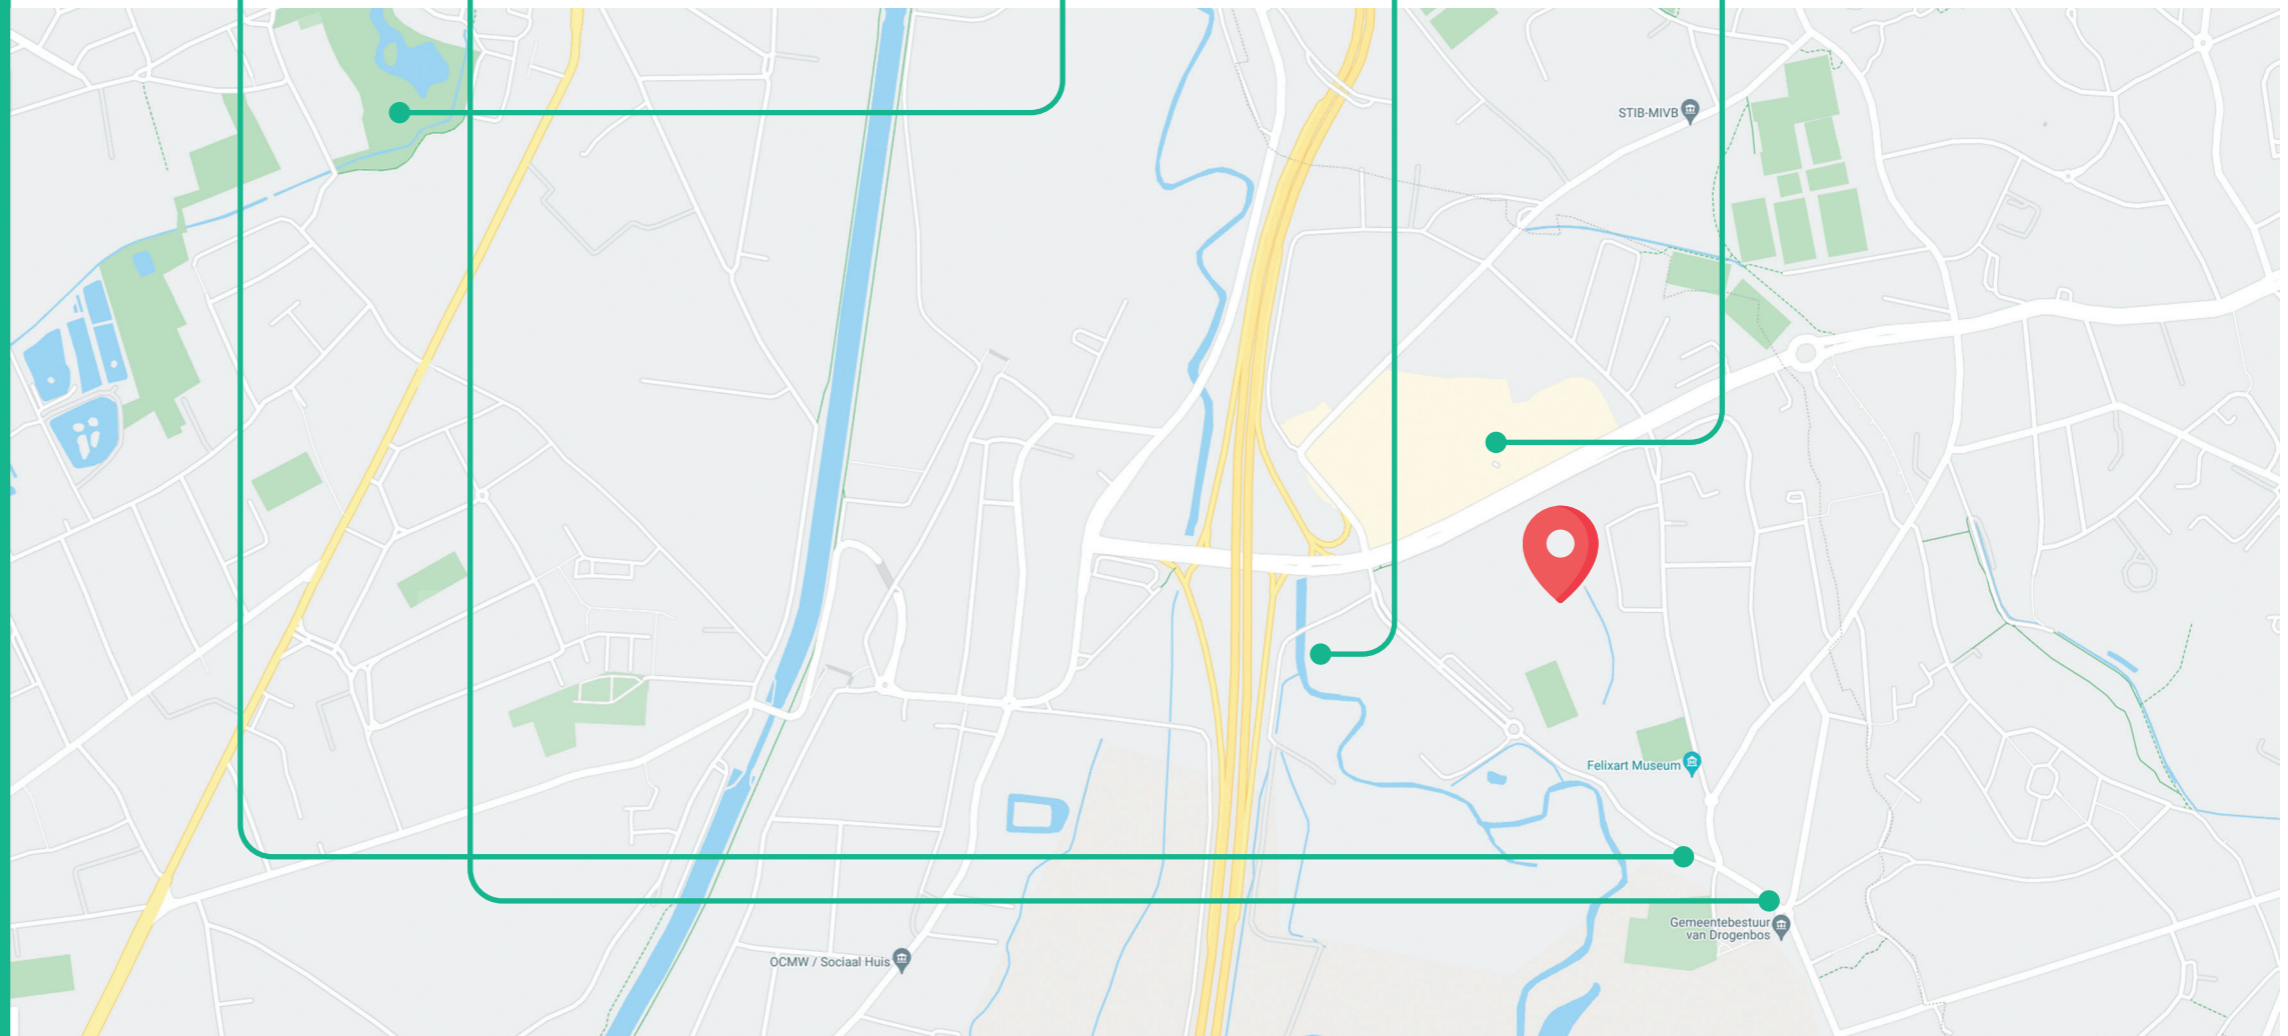 STIB-MIVB
Felixart Museum
Gemeentebestuur
van Drogenbos
OCMW / Sociaal Huis